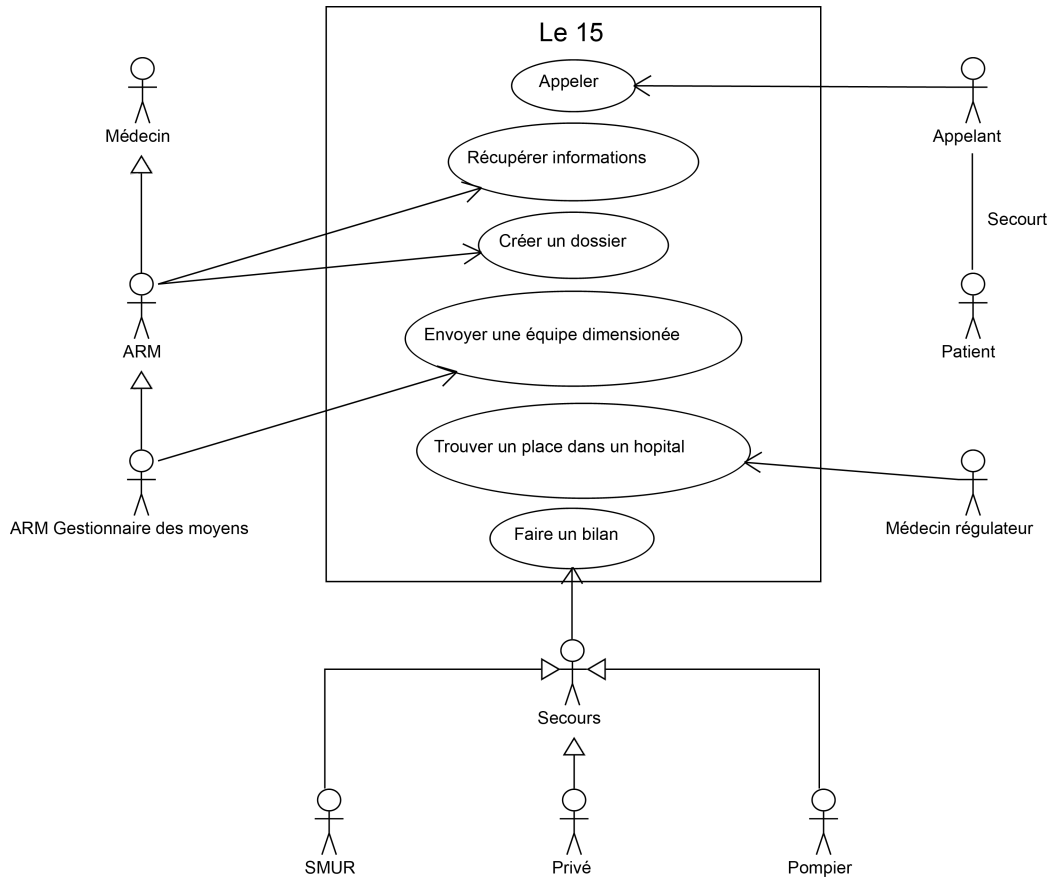 Le 15
Appeler
Médecin
Appelant
Récupérer informations
Secourt
Créer un dossier
Envoyer une équipe dimensionée
ARM
Patient
Trouver un place dans un hopital
ARM Gestionnaire des moyens
Médecin régulateur
Faire un bilan
Secours
SMUR
Privé
Pompier